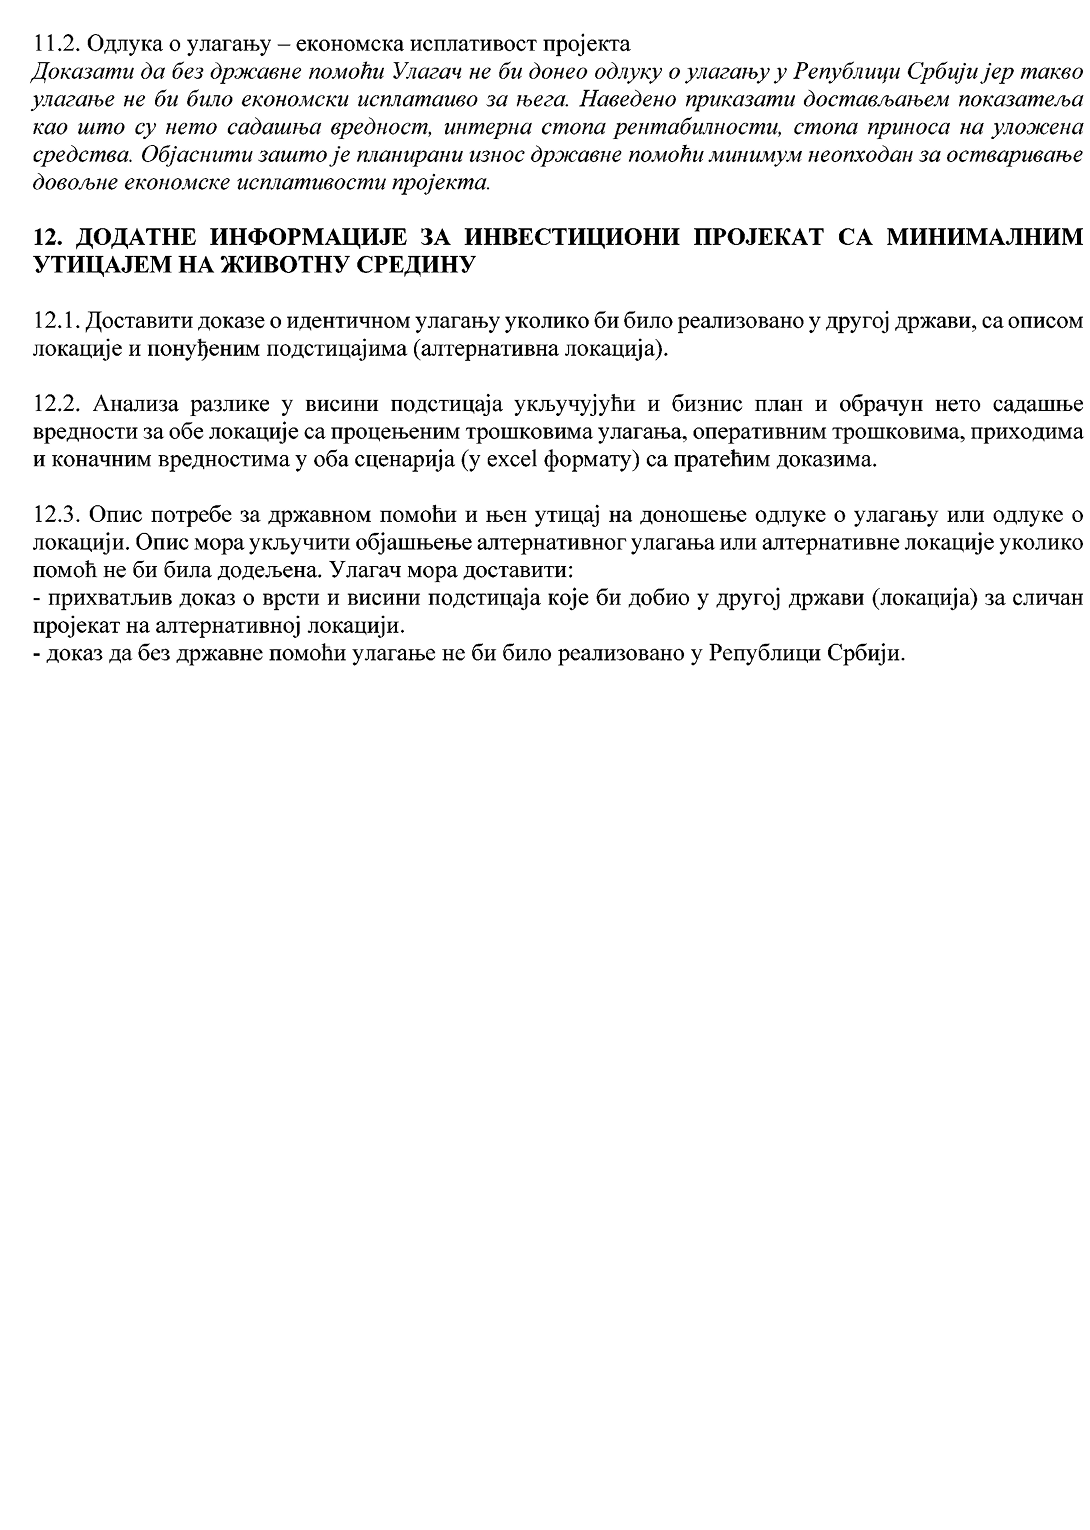 11.2. Одлука о улагању – економска исплативост пројекта
Доказати да без државне помоћи Улагач не би донео одлуку о улагању у Републици Србији јер такво
улагање не би било економски исплатаиво за њега. Наведено приказати достављањем показатеља
као што су нето садашња вредност, интерна стопа рентабилности, стопа приноса на уложена
средства. Објаснити зашто је планирани износ државне помоћи минимум неопходан за остваривање
довољне економске исплативости пројекта.
12. ДОДАТНЕ ИНФОРМАЦИЈЕ ЗА ИНВЕСТИЦИОНИ ПРОЈЕКАТ СА МИНИМАЛНИМ
УТИЦАЈЕМ НА ЖИВОТНУ СРЕДИНУ
12.1. Доставити доказе о идентичном улагању уколико би било реализовано у другој држави, са описом
локације и понуђеним подстицајима (алтернативна локација).
12.2. Анализа разлике у висини подстицаја укључујући и бизнис план и обрачун нето садашње
вредности за обе локације са процењеним трошковима улагања, оперативним трошковима, приходима
и коначним вредностима у оба сценарија (у excel формату) са пратећим доказима.
12.3. Опис потребе за државном помоћи и њен утицај на доношење одлуке о улагању или одлуке о
локацији. Опис мора укључити објашњење алтернативног улагања или алтернативне локације уколико
помоћ не би била додељена. Улагач мора доставити:
- прихватљив доказ о врсти и висини подстицаја које би добио у другој држави (локација) за сличан
пројекат на алтернативној локацији.
- доказ да без државне помоћи улагање не би било реализовано у Републици Србији.